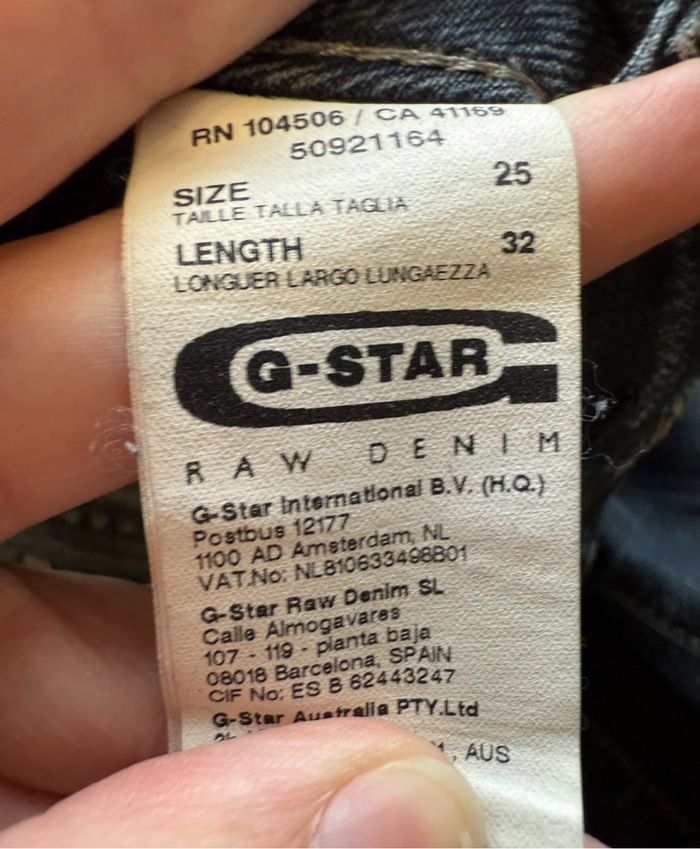 RN 104506 / CA 41169
50921164
SIZE 25
TAILLE TALLA TAGLIA
LENGTH 32
LONGUER LARGO LUNGAEZZA
G-STAR
RAW DENIM
G-Star International B.V. (H.Q.)
Postbus 12177
1100 AD Amsterdam, NL
VAT.No: NL810633498B01
G-Star Raw Denim SL
Calle Almogavares
107 - 119 - planta baja
08018 Barcelona, SPAIN
CIF No: ES B 62443247
G-Star Australia PTY.Ltd
, AUS